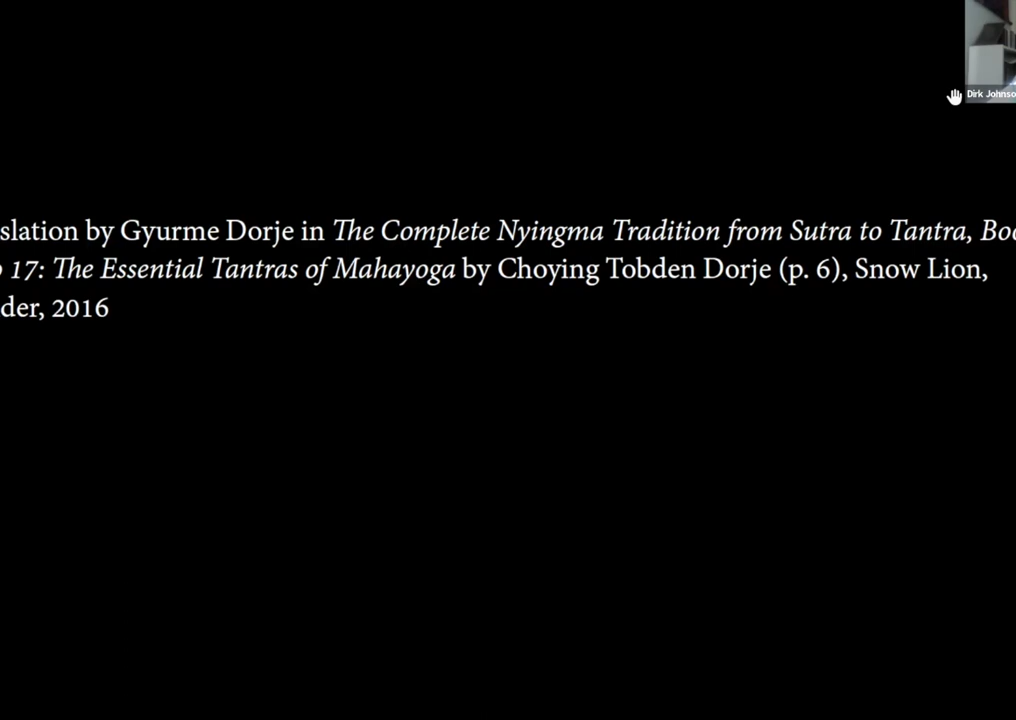 Dirk Johnso
slation by Gyurme Dorje in The Complete Nyingma Tradition from Sutra to Tantra, Boo
17: The Essential Tantras of Mahayoga by Choying Tobden Dorje (p. 6), Snow Lion,
der, 2016